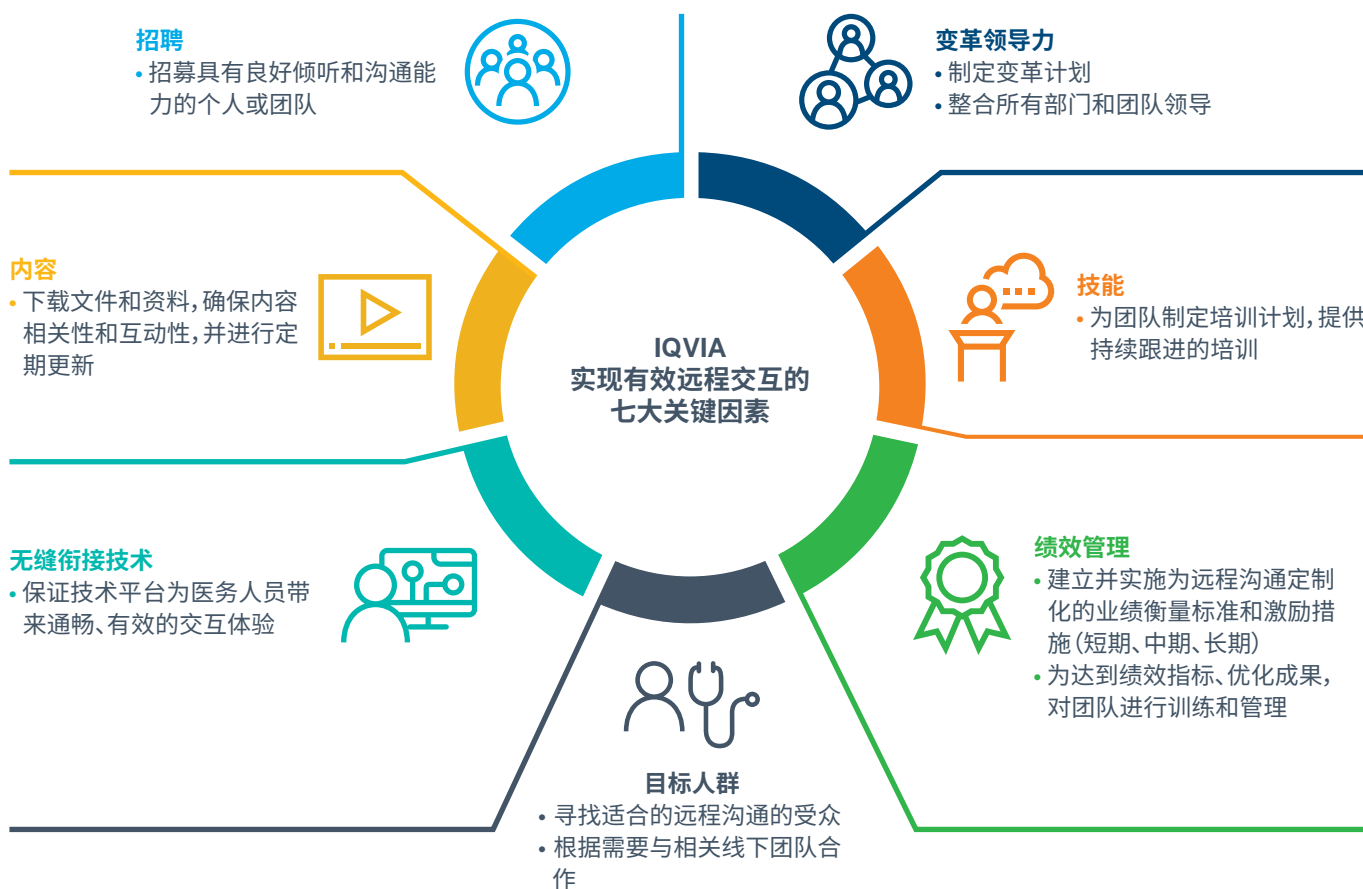 招聘
• 招募具有良好倾听和沟通能
力的个人或团队
变革领导力
• 制定变革计划
• 整合所有部门和团队领导
内容
• 下载文件和资料,确保内容
相关性和互动性,并进行定
期更新
技能
• 为团队制定培训计划,提供
持续跟进的培训
IQVIA
实现有效远程交互的
七大关键因素
无缝衔接技术
• 保证技术平台为医务人员带
来通畅、有效的交互体验
绩效管理
• 建立并实施为远程沟通定制
化的业绩衡量标准和激励措
施(短期、中期、长期)
• 为达到绩效指标、优化成果,
对团队进行训练和管理
目标人群
• 寻找适合的远程沟通的受众
• 根据需要与相关线下团队合
作